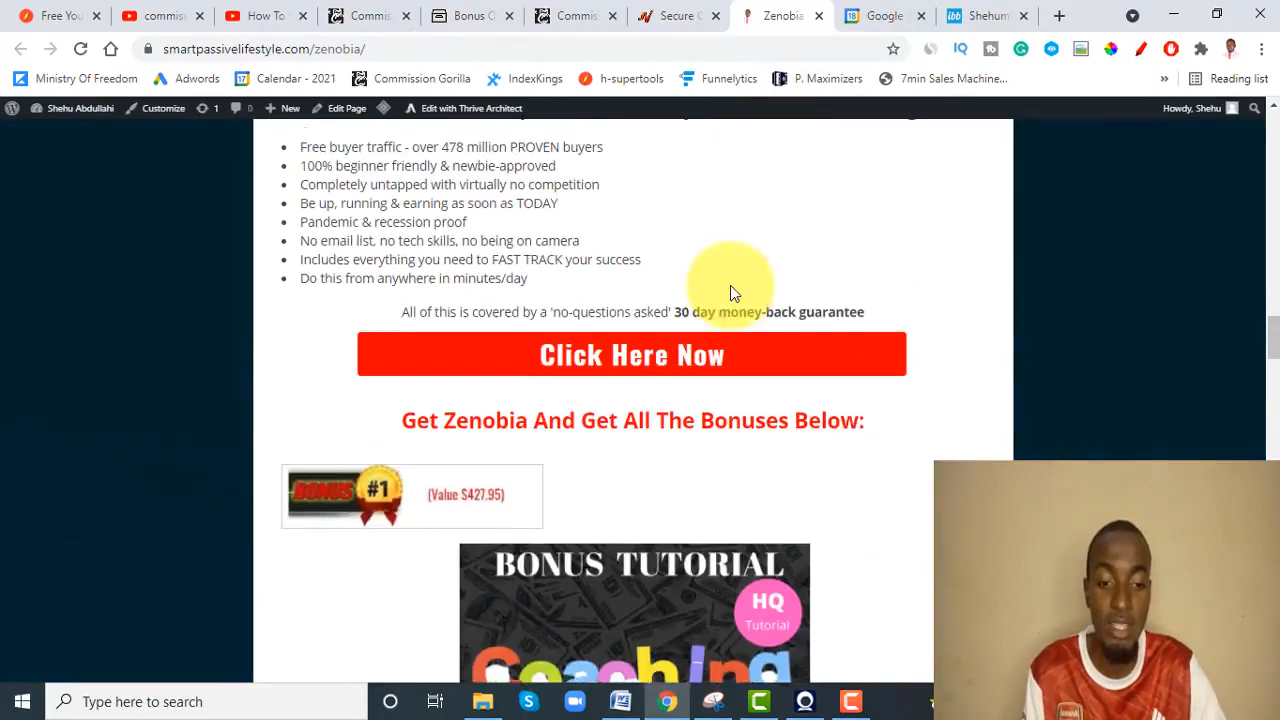 Free You
commiss
How To S
Commiss
Bonus C
Commiss
Secure C
Zenobia
Google
Shehum
smartpassivelifestyle.com/zenobia/
Ministry Of Freedom
Adwords
Calendar - 2021
Commission Gorilla
IndexKings
h-supertools
Funnelytics
P. Maximizers
7min Sales Machine...
Reading list
Shehu Abdullahi
Customize
1
0
New
Edit Page
Edit with Thrive Architect
Howdy, Shehu
Free buyer traffic - over 478 million PROVEN buyers
100% beginner friendly & newbie-approved
Completely untapped with virtually no competition
Be up, running & earning as soon as TODAY
Pandemic & recession proof
No email list, no tech skills, no being on camera
Includes everything you need to FAST TRACK your success
Do this from anywhere in minutes/day
All of this is covered by a 'no-questions asked' 30 day money-back guarantee
Click Here Now
Get Zenobia And Get All The Bonuses Below:
BONUS #1 (Value $427.95)
BONUS TUTORIAL
HQ
Tutorial
Coaching
Type here to search